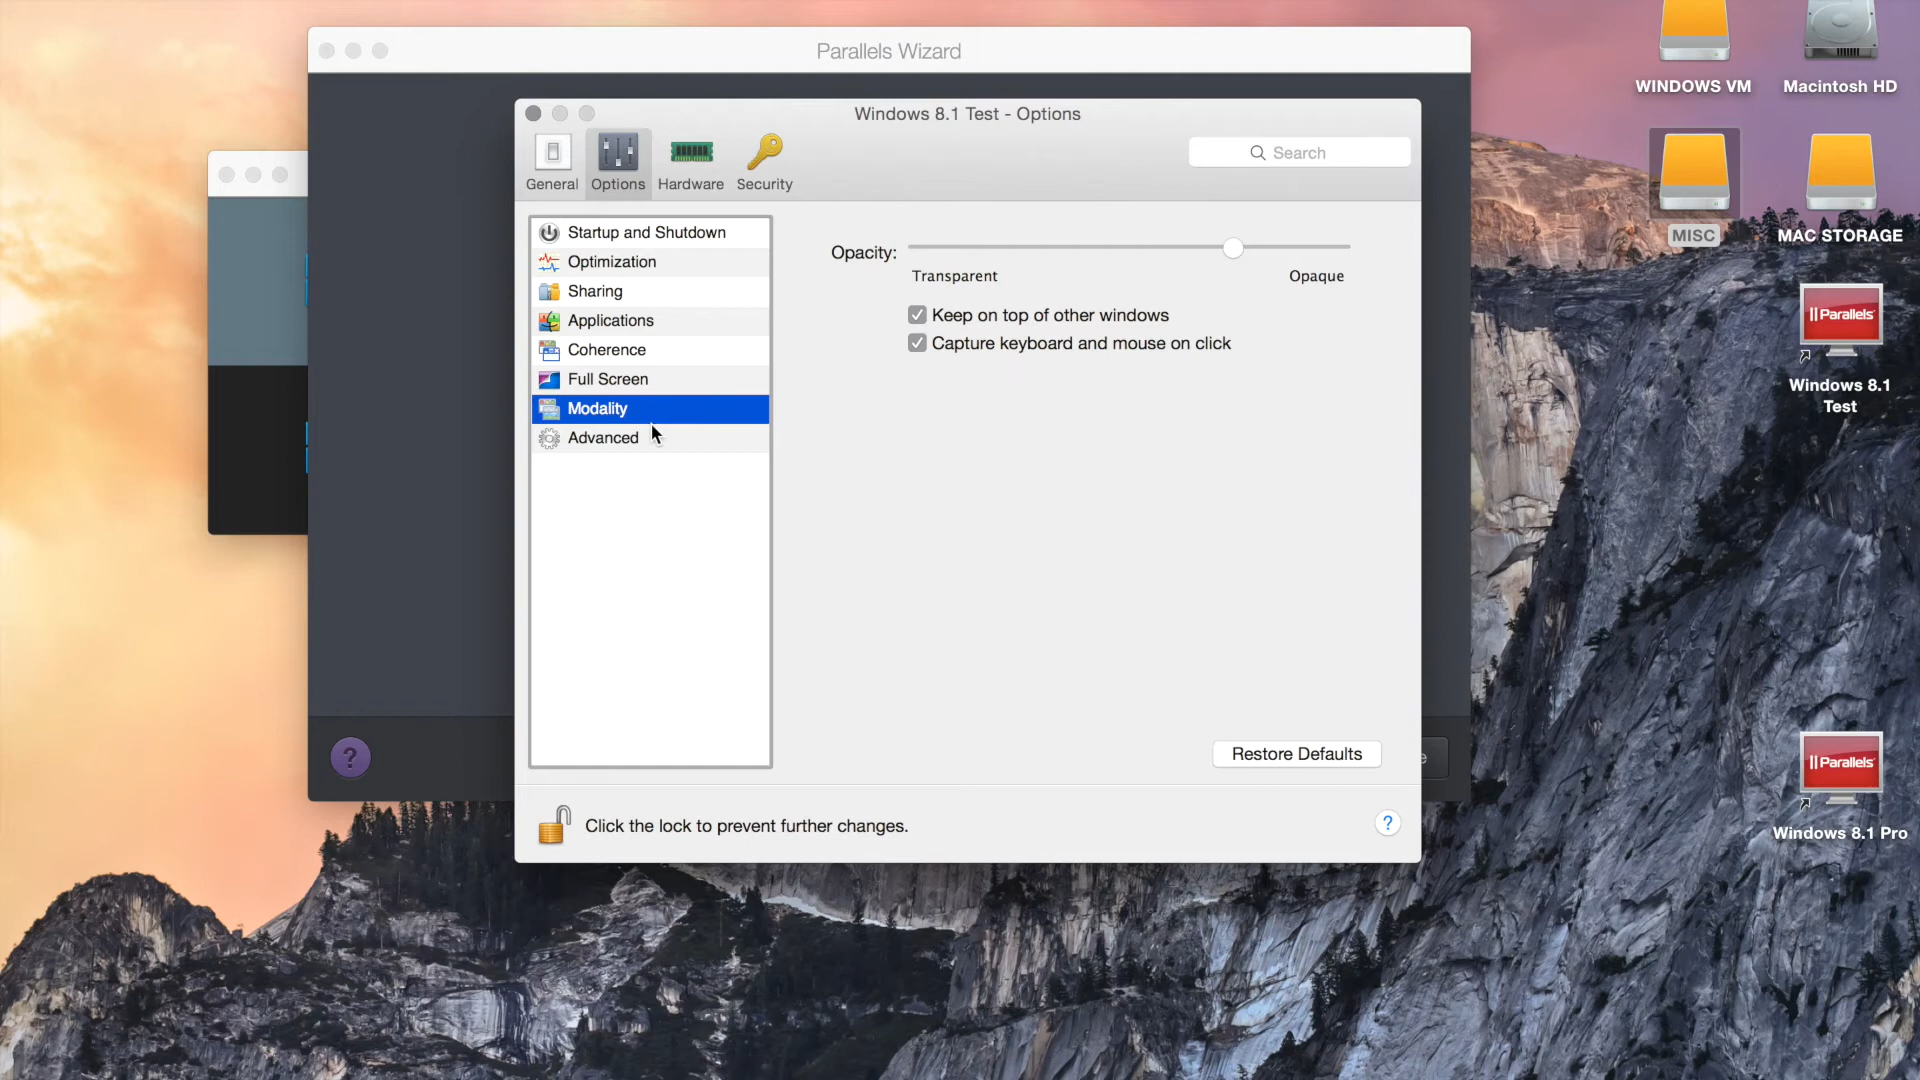 Parallels Wizard
Windows 8.1 Test - Options
General
Options
Hardware
Security
Search
Startup and Shutdown
Optimization
Sharing
Applications
Coherence
Full Screen
Modality
Advanced
Opacity:
Transparent
Opaque
Keep on top of other windows
Capture keyboard and mouse on click
Restore Defaults
?
e
Click the lock to prevent further changes.
?
WINDOWS VM
Macintosh HD
MISC
MAC STORAGE
|| Parallels
Windows 8.1
Test
|| Parallels
Windows 8.1 Pro